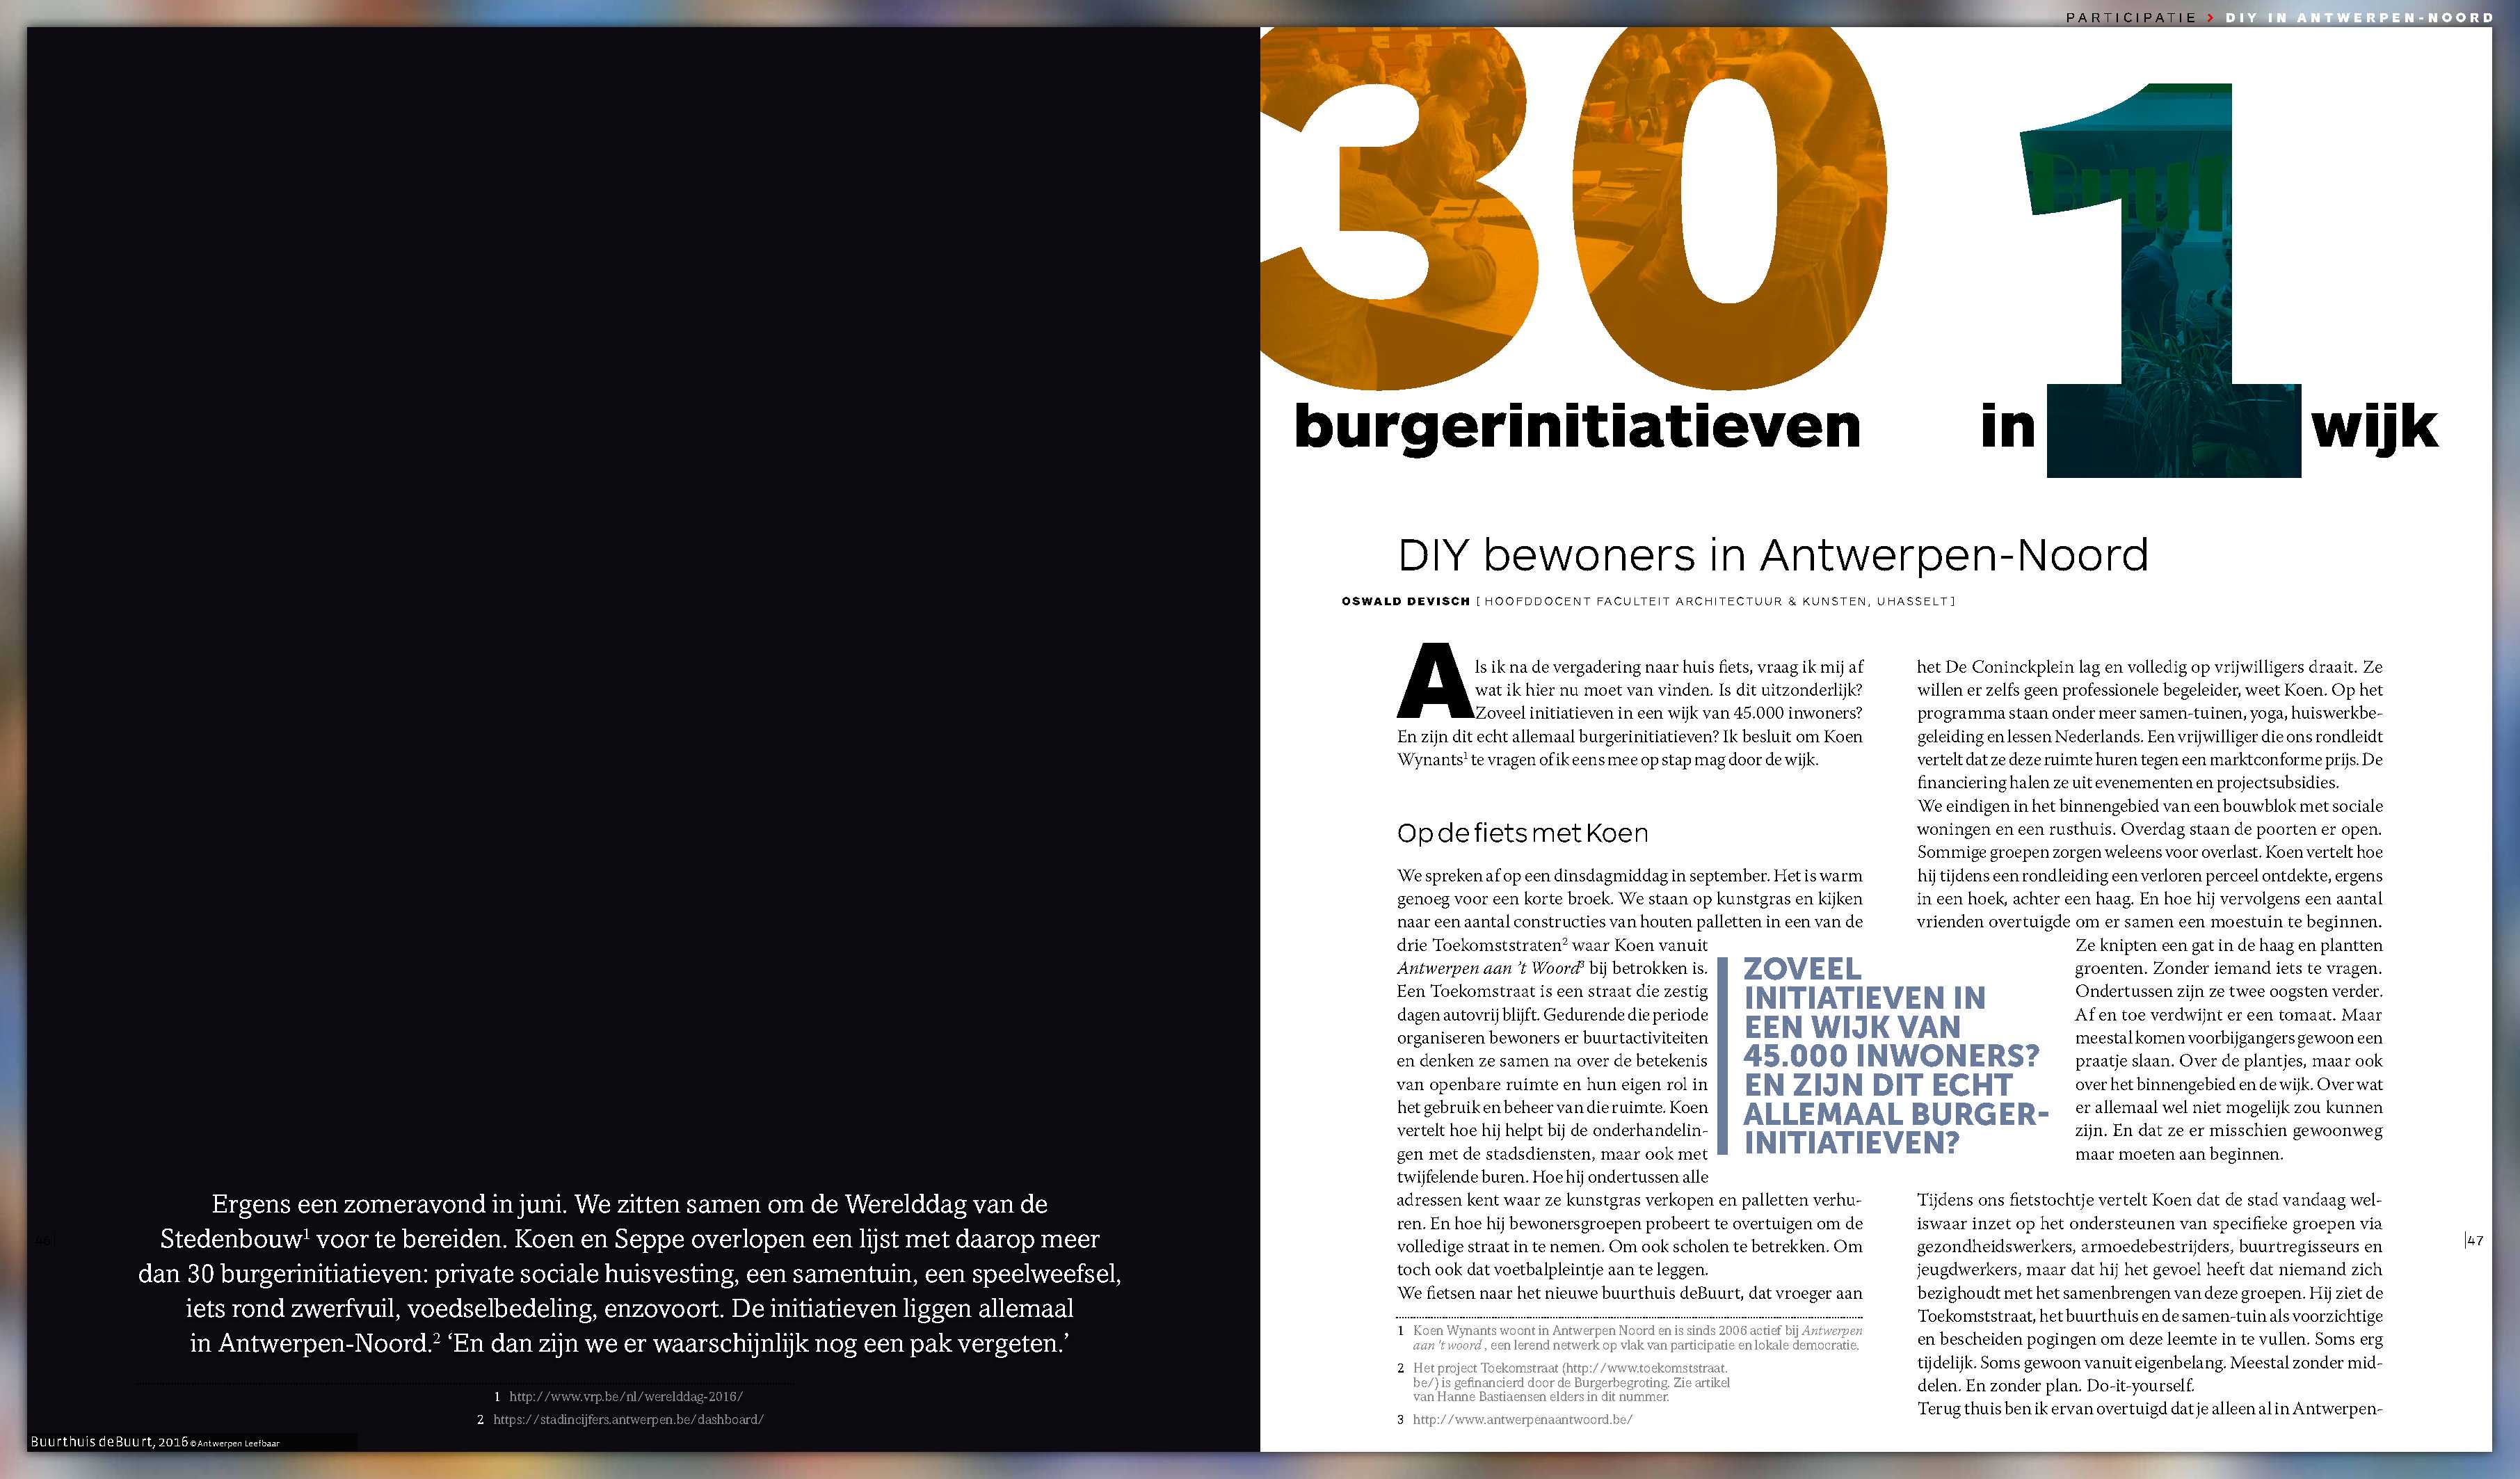 PARTICIPATIE > DIY IN ANTWERPEN-NOORD
Ergens een zomeravond in juni. We zitten samen om de Werelddag van de
Stedenbouw¹ voor te bereiden. Koen en Seppe overlopen een lijst met daarop meer
dan 30 burgerinitiatieven: private sociale huisvesting, een samentuin, een speelweefsel,
iets rond zwerfvuil, voedselbedeling, enzovoort. De initiatieven liggen allemaal
in Antwerpen-Noord.² ‘En dan zijn we er waarschijnlijk nog een pak vergeten.’
1 http://www.vrp.be/nl/werelddag-2016/
2 https://stadincijfers.antwerpen.be/dashboard/
Buurthuis deBuurt, 2016 © Antwerpen Leefbaar
46|
30 1
burgerinitiatieven in wijk
DIY bewoners in Antwerpen-Noord
OSWALD DEVISCH [ HOOFDDOCENT FACULTEIT ARCHITECTUUR & KUNSTEN, UHASSELT ]
Als ik na de vergadering naar huis fiets, vraag ik mij af
wat ik hier nu moet van vinden. Is dit uitzonderlijk?
Zoveel initiatieven in een wijk van 45.000 inwoners?
En zijn dit echt allemaal burgerinitiatieven? Ik besluit om Koen
Wynants¹ te vragen of ik eens mee op stap mag door de wijk.
Op de fiets met Koen
We spreken af op een dinsdagmiddag in september. Het is warm
genoeg voor een korte broek. We staan op kunstgras en kijken
naar een aantal constructies van houten palletten in een van de
drie Toekomststraten² waar Koen vanuit
Antwerpen aan ’t Woord³ bij betrokken is.
Een Toekomstraat is een straat die zestig
dagen autovrij blijft. Gedurende die periode
organiseren bewoners er buurtactiviteiten
en denken ze samen na over de betekenis
van openbare ruimte en hun eigen rol in
het gebruik en beheer van die ruimte. Koen
vertelt hoe hij helpt bij de onderhandelin-
gen met de stadsdiensten, maar ook met
twijfelende buren. Hoe hij ondertussen alle
adressen kent waar ze kunstgras verkopen en palletten verhu-
ren. En hoe hij bewonersgroepen probeert te overtuigen om de
volledige straat in te nemen. Om ook scholen te betrekken. Om
toch ook dat voetbalpleintje aan te leggen.
We fietsen naar het nieuwe buurthuis deBuurt, dat vroeger aan
1 Koen Wynants woont in Antwerpen Noord en is sinds 2006 actief bij Antwerpen
aan ’t woord, een lerend netwerk op vlak van participatie en lokale democratie.
2 Het project Toekomstraat (http://www.toekomststraat.
be/) is gefinancierd door de Burgerbegroting. Zie artikel
van Hanne Bastiaensen elders in dit nummer.
3 http://www.antwerpenaantwoord.be/
ZOVEEL
INITIATIEVEN IN
EEN WIJK VAN
45.000 INWONERS?
EN ZIJN DIT ECHT
ALLEMAAL BURGER-
INITIATIEVEN?
het De Coninckplein lag en volledig op vrijwilligers draait. Ze
willen er zelfs geen professionele begeleider, weet Koen. Op het
programma staan onder meer samen-tuinen, yoga, huiswerkbe-
geleiding en lessen Nederlands. Een vrijwilliger die ons rondleidt
vertelt dat ze deze ruimte huren tegen een marktconforme prijs. De
financiering halen ze uit evenementen en projectsubsidies.
We eindigen in het binnengebied van een bouwblok met sociale
woningen en een rusthuis. Overdag staan de poorten er open.
Sommige groepen zorgen weleens voor overlast. Koen vertelt hoe
hij tijdens een rondleiding een verloren perceel ontdekte, ergens
in een hoek, achter een haag. En hoe hij vervolgens een aantal
vrienden overtuigde om er samen een moestuin te beginnen.
Ze knipten een gat in de haag en plantten
groenten. Zonder iemand iets te vragen.
Ondertussen zijn ze twee oogsten verder.
Af en toe verdwijnt er een tomaat. Maar
meestal komen voorbijgangers gewoon een
praatje slaan. Over de plantjes, maar ook
over het binnengebied en de wijk. Over wat
er allemaal wel niet mogelijk zou kunnen
zijn. En dat ze er misschien gewoonweg
maar moeten aan beginnen.
Tijdens ons fietstochtje vertelt Koen dat de stad vandaag wel-
iswaar inzet op het ondersteunen van specifieke groepen via
gezondheidswerkers, armoedebestrijders, buurtregisseurs en
jeugdwerkers, maar dat hij het gevoel heeft dat niemand zich
bezighoudt met het samenbrengen van deze groepen. Hij ziet de
Toekomststraat, het buurthuis en de samen-tuin als voorzichtige
en bescheiden pogingen om deze leemte in te vullen. Soms erg
tijdelijk. Soms gewoon vanuit eigenbelang. Meestal zonder mid-
delen. En zonder plan. Do-it-yourself.
Terug thuis ben ik ervan overtuigd dat je alleen al in Antwerpen-
|47